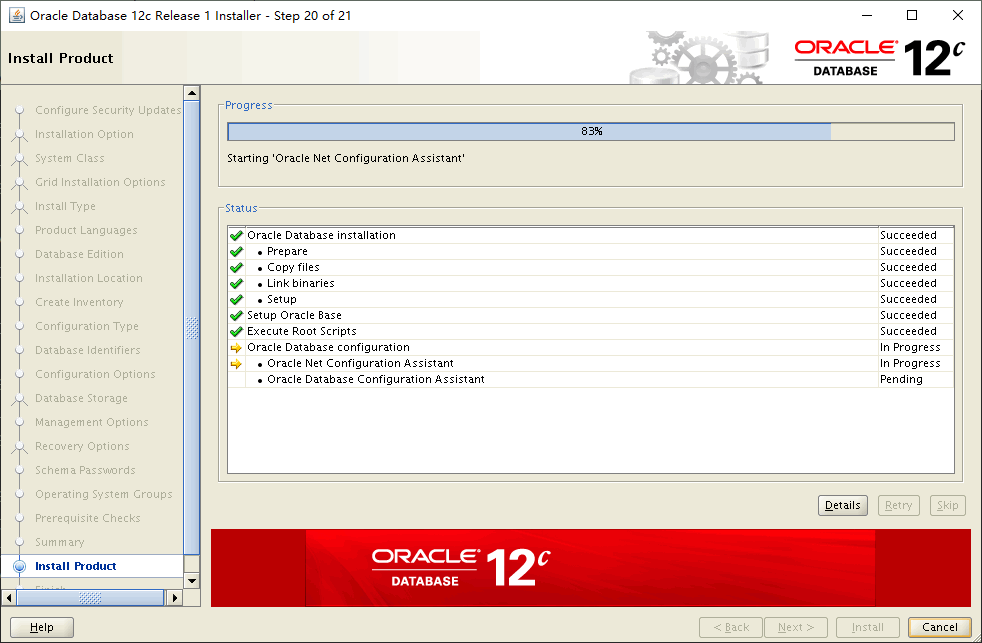 Oracle Database 12c Release 1 Installer - Step 20 of 21
Install Product
ORACLE®
DATABASE
12c
Configure Security Updates
Installation Option
System Class
Grid Installation Options
Install Type
Product Languages
Database Edition
Installation Location
Create Inventory
Configuration Type
Database Identifiers
Configuration Options
Database Storage
Management Options
Recovery Options
Schema Passwords
Operating System Groups
Prerequisite Checks
Summary
Install Product
Progress
83%
Starting 'Oracle Net Configuration Assistant'
Status
Oracle Database installation Succeeded
• Prepare Succeeded
• Copy files Succeeded
• Link binaries Succeeded
• Setup Succeeded
Setup Oracle Base Succeeded
Execute Root Scripts Succeeded
Oracle Database configuration In Progress
• Oracle Net Configuration Assistant In Progress
• Oracle Database Configuration Assistant Pending
Details Retry Skip
ORACLE®
DATABASE
12c
Help < Back Next > Install Cancel